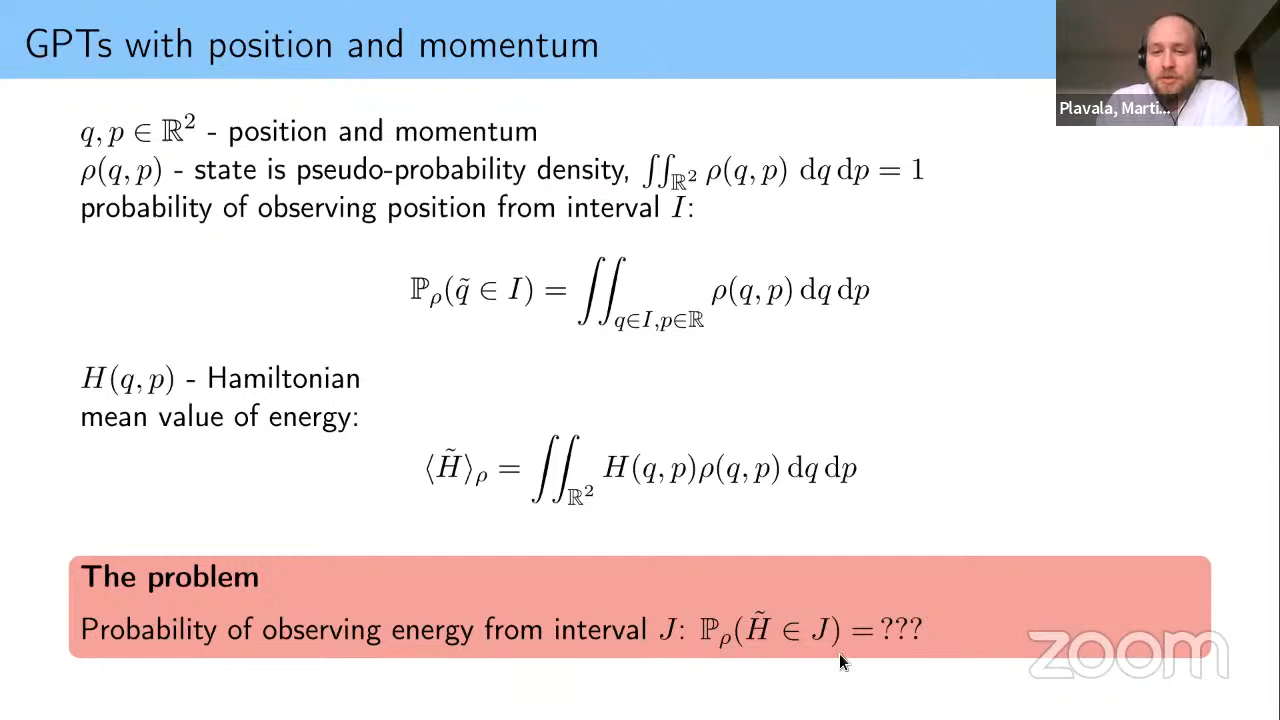 GPTs with position and momentum
Plavala, Marti...
q, p ∈ ℝ² - position and momentum
ρ(q, p) - state is pseudo-probability density, ∬_{ℝ²} ρ(q, p) dq dp = 1
probability of observing position from interval I:
ℙ_ρ(q̃ ∈ I) = ∬_{q∈I,p∈ℝ} ρ(q, p) dq dp
H(q, p) - Hamiltonian
mean value of energy:
⟨H̃⟩_ρ = ∬_{ℝ²} H(q, p)ρ(q, p) dq dp
The problem
Probability of observing energy from interval J: ℙ_ρ(H̃ ∈ J) = ???
zoom